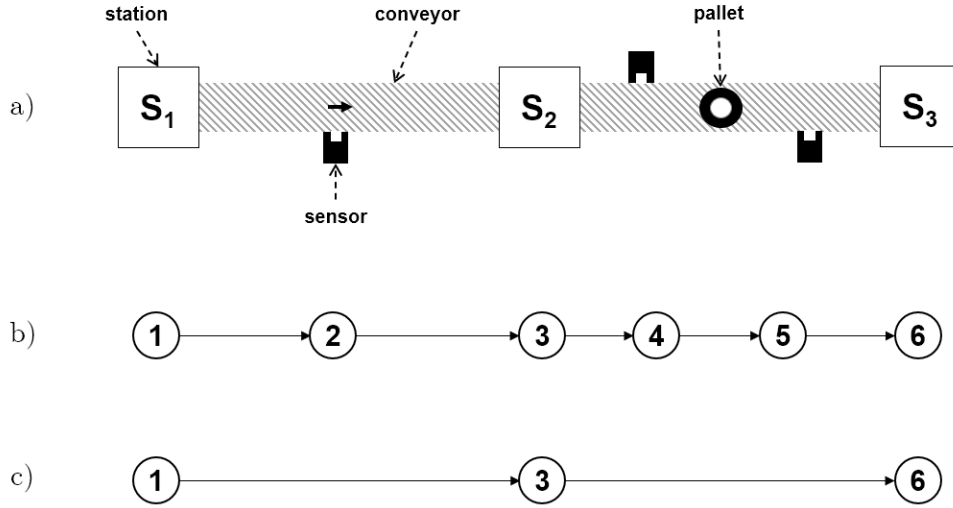 station conveyor pallet
a) S₁ S₂ S₃
sensor
b) 1 2 3 4 5 6
c) 1 3 6